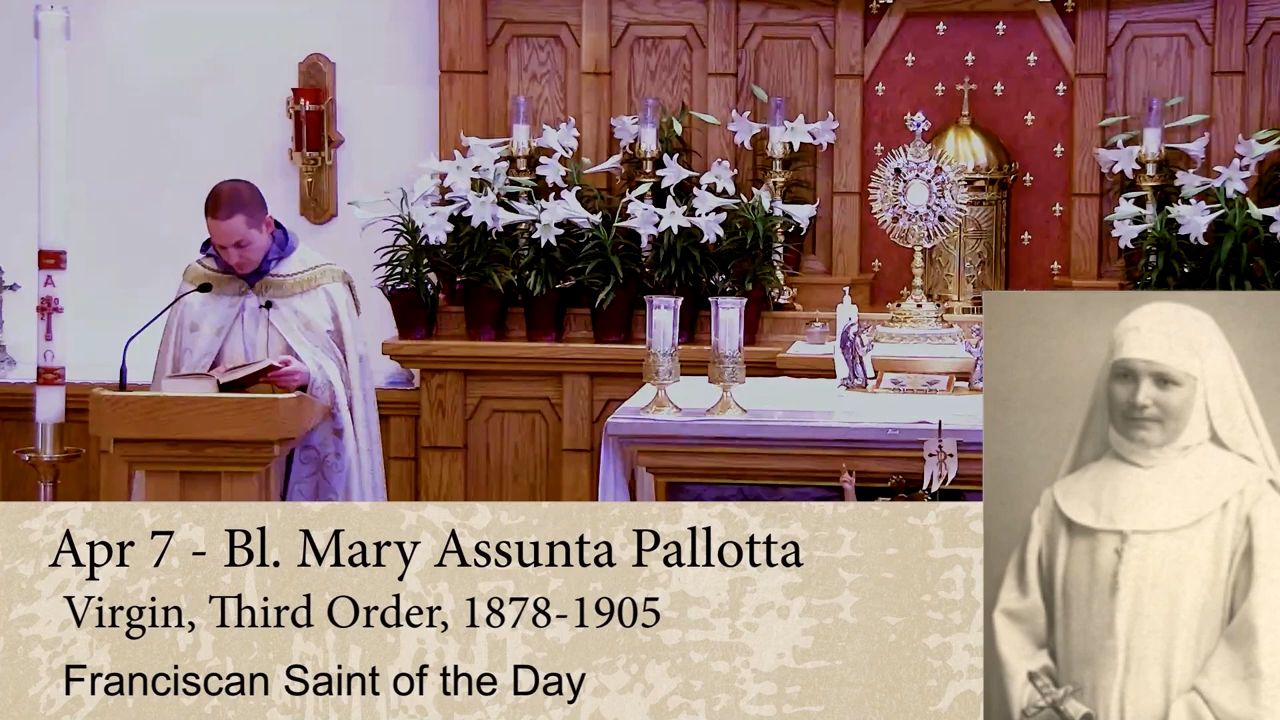 Apr 7 - Bl. Mary Assunta Pallotta
Virgin, Third Order, 1878-1905
Franciscan Saint of the Day